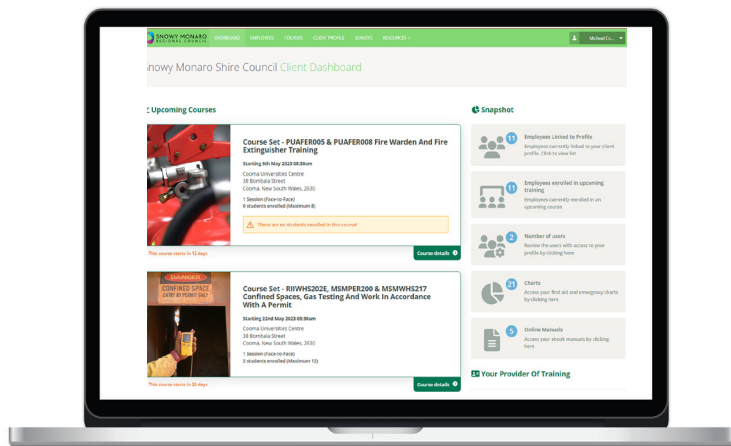 SNOWY MONARO
REGIONAL COUNCIL
DASHBOARD EMPLOYEES COURSES CLIENT PROFILE SURVEYS RESOURCES
Micheal Co...
Snowy Monaro Shire Council Client Dashboard
Upcoming Courses
Course Set - PUAFER005 & PUAFER008 Fire Warden And Fire
Extinguisher Training
Starting 8th May 2023 08:30am
Cooma Universities Centre
38 Bombala Street
Cooma, New South Wales, 2630
1 Session (Face-to-Face)
0 students enrolled (Maximum 8)
There are no students enrolled in this course
This course starts in 12 days
Course details
DANGER
CONFINED SPACE
ENTRY BY PERMIT ONLY
Course Set - RIIWHS202E, MSMPER200 & MSMWHS217
Confined Spaces, Gas Testing And Work In Accordance
With A Permit
Starting 22nd May 2023 08:30am
Cooma Universities Centre
38 Bombala Street
Cooma, New South Wales, 2630
1 Session (Face-to-Face)
3 students enrolled (Maximum 12)
This course starts in 26 days
Course details
Snapshot
11
Employees Linked to Profile
Employees currently linked to your client
profile. Click to view list
11
Employees enrolled in upcoming
training
Employees currently enrolled in an
upcoming course
2
Number of users
Review the users with access to your
profile by clicking here
21
Charts
Access your first aid and emergency charts
by clicking here
5
Online Manuals
Access your ebook manuals by clicking
here
Your Provider Of Training